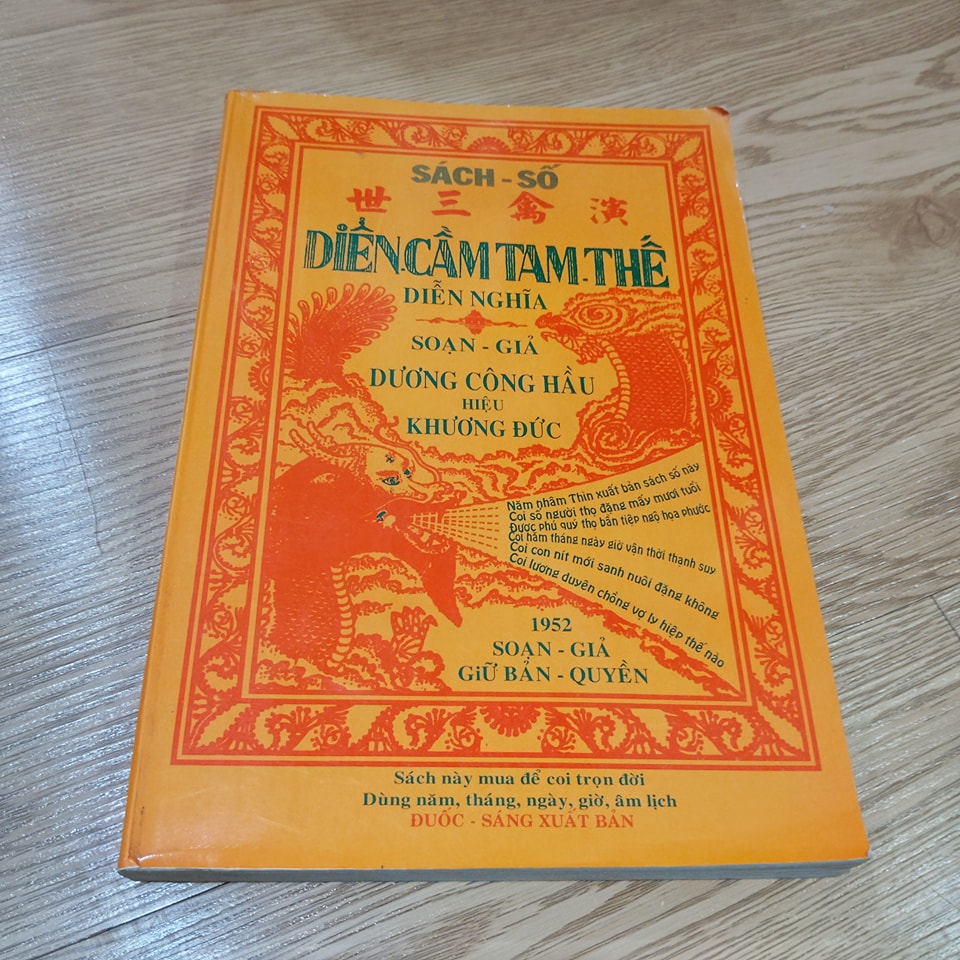 SÁCH - SỐ
世三禽演
DIỂN-CẦM TAM-THẾ
DIỄN NGHĨA
SOẠN - GIẢ
DƯƠNG CÔNG HẦU
HIỆU
KHƯƠNG ĐỨC
Năm nhâm Thìn xuất bản sách số này
Coi số người thọ đặng mấy mươi tuổi
Được phú quý thọ bần tiệp ngộ họa phước
Coi hằm tháng ngày giờ vận thời thạnh suy
Coi con nít mới sanh nuôi đặng không
Coi lương duyên chồng vợ ly hiệp thế nào
1952
SOẠN - GIẢ
GiỮ BẢN - QUYỀN
Sách này mua để coi trọn đời
Dùng năm, tháng, ngày, giờ, âm lịch
ĐUỐC - SÁNG XUẤT BẢN